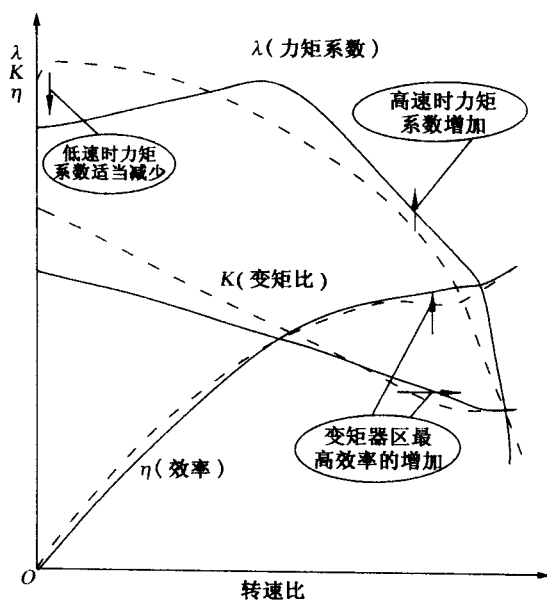 λ
K
η
λ(力矩系数)
高速时力矩
系数增加
低速时力矩
系数适当减少
K(变矩比)
变矩器区最
高效率的增加
η(效率)
O
转速比